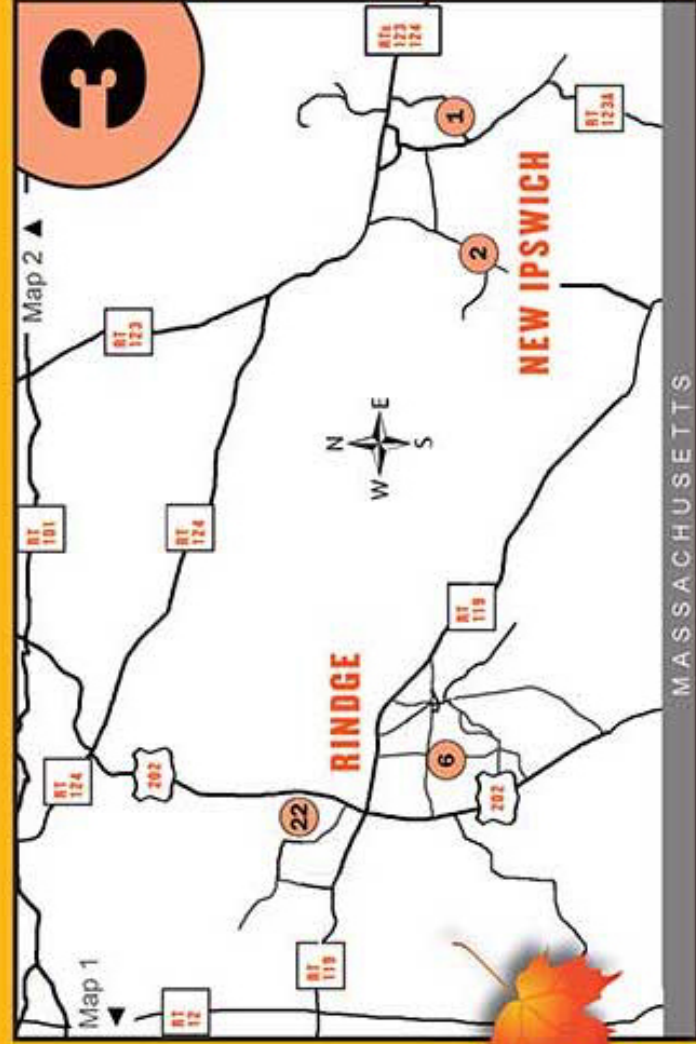 3
Map 2
RT
101
RT
124
Map 1
RT
123
202
RT
12
RT
124
22
RT
119
N
RINDGE
W E
RTs
123
124
S
6
1
RT
119
2
202
NEW IPSWICH
RT
123A
MASSACHUSETTS